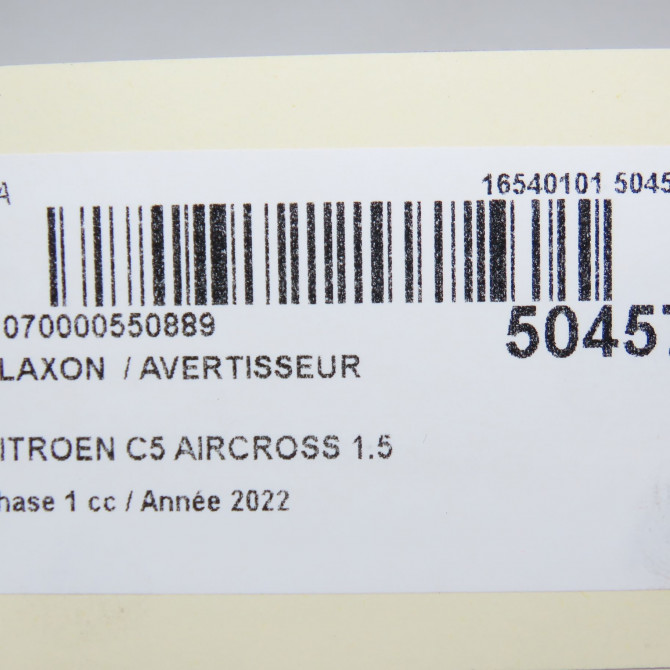 A
16540101 5045
070000550889
50457
LAXON / AVERTISSEUR
ITROEN C5 AIRCROSS 1.5
hase 1 cc / Année 2022